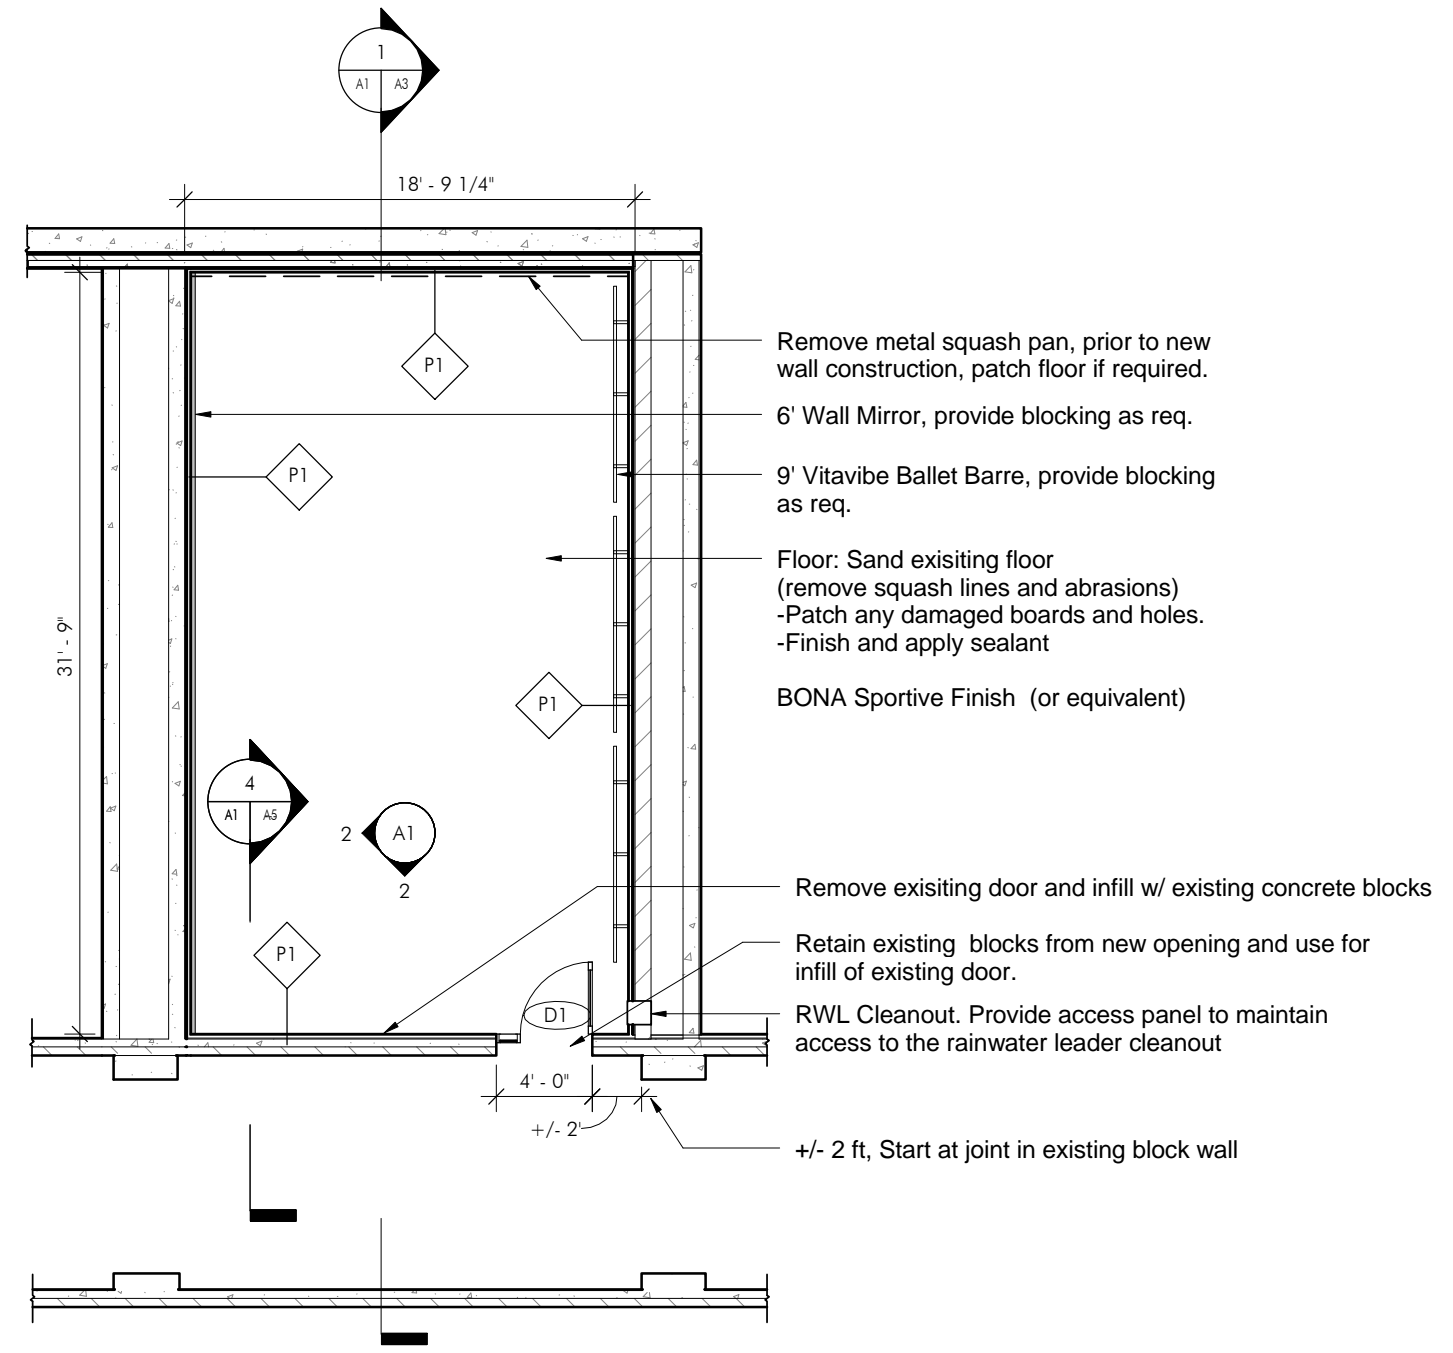 1
A1 A3
18' - 9 1/4"
Remove metal squash pan, prior to new
wall construction, patch floor if required.
P1
6' Wall Mirror, provide blocking as req.
P1
9' Vitavibe Ballet Barre, provide blocking
as req.
Floor: Sand exisiting floor
(remove squash lines and abrasions)
-Patch any damaged boards and holes.
-Finish and apply sealant
31' - 9"
P1
BONA Sportive Finish  (or equivalent)
4
A1 A5
2 A1
2
Remove exisiting door and infill w/ existing concrete blocks
P1
Retain existing  blocks from new opening and use for
infill of existing door.
D1
RWL Cleanout. Provide access panel to maintain
access to the rainwater leader cleanout
4' - 0"
+/- 2'
+/- 2 ft, Start at joint in existing block wall